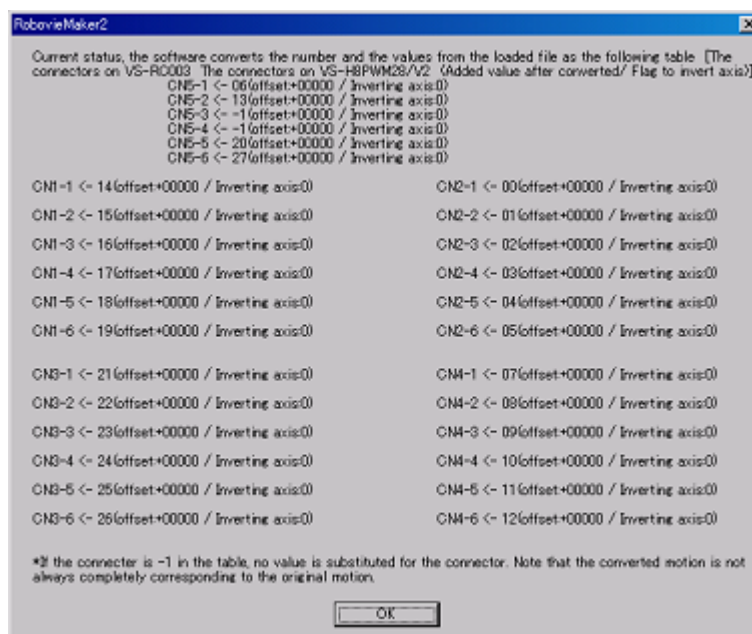 RobovieMaker2
Current status, the software converts the number and the values from the loaded file as the following table [The
connectors on VS-RC003 The connectors on VS-H8PWM28/V2 (Added value after converted/ Flag to invert axis)]
CN5-1 <- 06(offset:+00000 / Inverting axis:0)
CN5-2 <- 13(offset:+00000 / Inverting axis:0)
CN5-3 <- -1(offset:+00000 / Inverting axis:0)
CN5-4 <- -1(offset:+00000 / Inverting axis:0)
CN5-5 <- 20(offset:+00000 / Inverting axis:0)
CN5-6 <- 27(offset:+00000 / Inverting axis:0)
CN1-1 <- 14(offset:+00000 / Inverting axis:0) CN2-1 <- 00(offset:+00000 / Inverting axis:0)
CN1-2 <- 15(offset:+00000 / Inverting axis:0) CN2-2 <- 01(offset:+00000 / Inverting axis:0)
CN1-3 <- 16(offset:+00000 / Inverting axis:0) CN2-3 <- 02(offset:+00000 / Inverting axis:0)
CN1-4 <- 17(offset:+00000 / Inverting axis:0) CN2-4 <- 03(offset:+00000 / Inverting axis:0)
CN1-5 <- 18(offset:+00000 / Inverting axis:0) CN2-5 <- 04(offset:+00000 / Inverting axis:0)
CN1-6 <- 19(offset:+00000 / Inverting axis:0) CN2-6 <- 05(offset:+00000 / Inverting axis:0)
CN3-1 <- 21(offset:+00000 / Inverting axis:0) CN4-1 <- 07(offset:+00000 / Inverting axis:0)
CN3-2 <- 22(offset:+00000 / Inverting axis:0) CN4-2 <- 08(offset:+00000 / Inverting axis:0)
CN3-3 <- 23(offset:+00000 / Inverting axis:0) CN4-3 <- 09(offset:+00000 / Inverting axis:0)
CN3-4 <- 24(offset:+00000 / Inverting axis:0) CN4-4 <- 10(offset:+00000 / Inverting axis:0)
CN3-5 <- 25(offset:+00000 / Inverting axis:0) CN4-5 <- 11(offset:+00000 / Inverting axis:0)
CN3-6 <- 26(offset:+00000 / Inverting axis:0) CN4-6 <- 12(offset:+00000 / Inverting axis:0)
*If the connecter is -1 in the table, no value is substituted for the connector. Note that the converted motion is not
always completely corresponding to the original motion.
OK